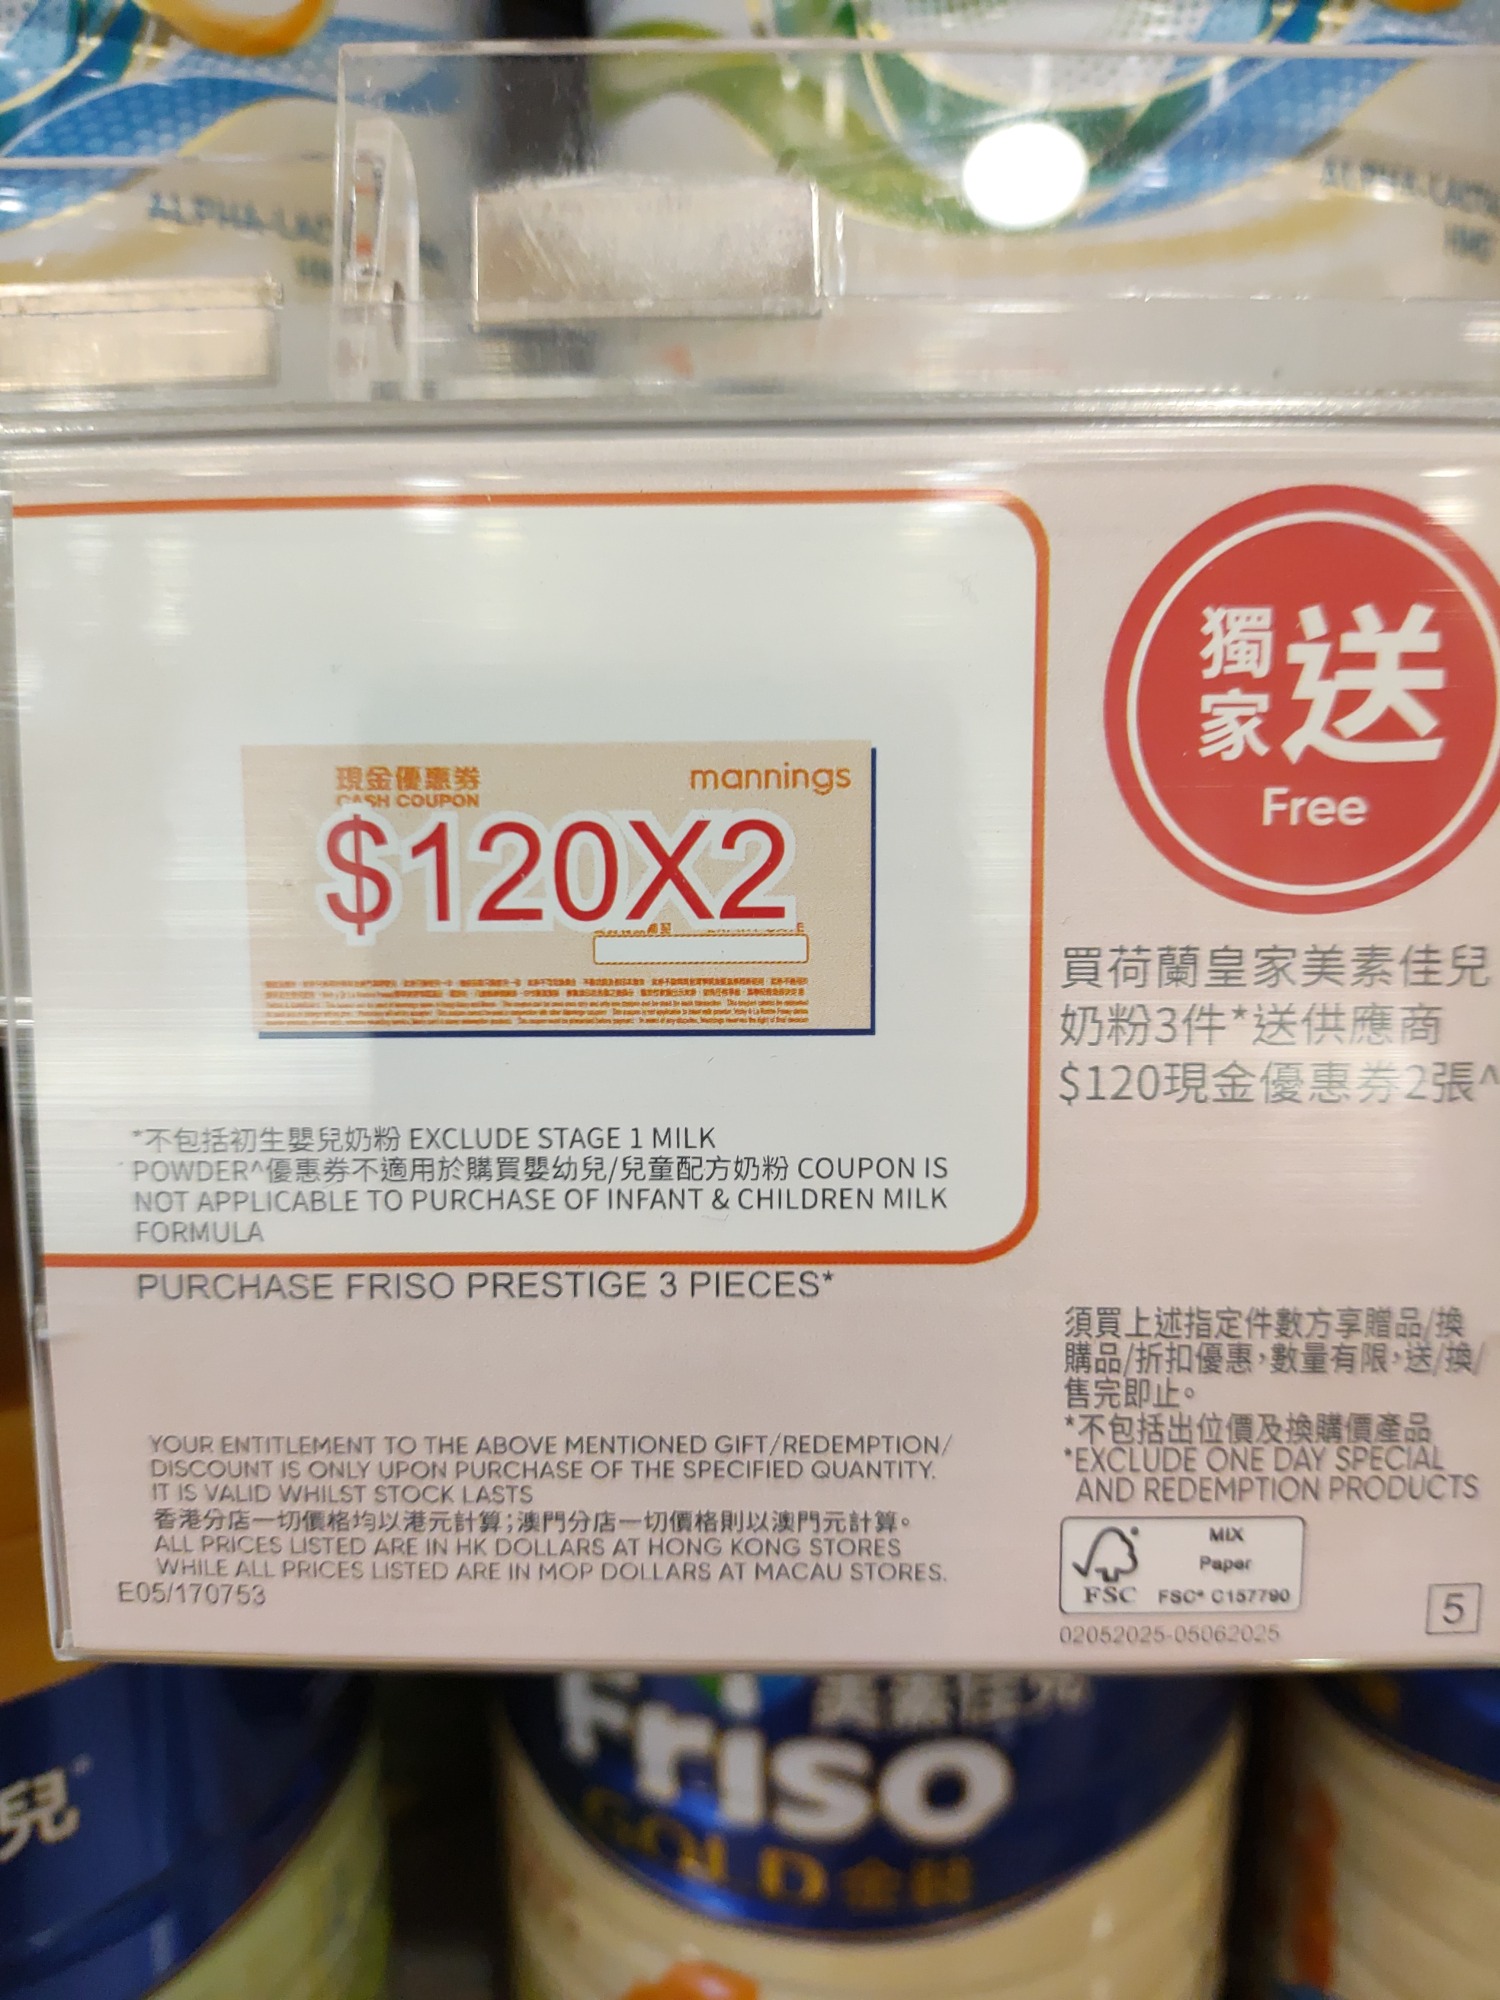 ALPHA-LAC
ALPHA-LACT
獨家
送
Free
現金優惠券
mannings
CASH COUPON
$120X2
買荷蘭皇家美素佳兒
奶粉3件*送供應商
$120現金優惠券2張^
*不包括初生嬰兒奶粉 EXCLUDE STAGE 1 MILK
POWDER^優惠券不適用於購買嬰幼兒/兒童配方奶粉 COUPON IS
NOT APPLICABLE TO PURCHASE OF INFANT & CHILDREN MILK
FORMULA
PURCHASE FRISO PRESTIGE 3 PIECES*
須買上述指定件數方享贈品/換
購品/折扣優惠，數量有限，送/換/
售完即止。
*不包括出位價及換購價產品
*EXCLUDE ONE DAY SPECIAL
AND REDEMPTION PRODUCTS
YOUR ENTITLEMENT TO THE ABOVE MENTIONED GIFT/REDEMPTION/
DISCOUNT IS ONLY UPON PURCHASE OF THE SPECIFIED QUANTITY.
IT IS VALID WHILST STOCK LASTS
香港分店一切價格均以港元計算；澳門分店一切價格則以澳門元計算。
ALL PRICES LISTED ARE IN HK DOLLARS AT HONG KONG STORES
WHILE ALL PRICES LISTED ARE IN MOP DOLLARS AT MACAU STORES.
E05/170753
FSC
MIX
Paper
FSC® C157790
5
02052025-05062025
美素佳兒
Friso
GOLD
兒